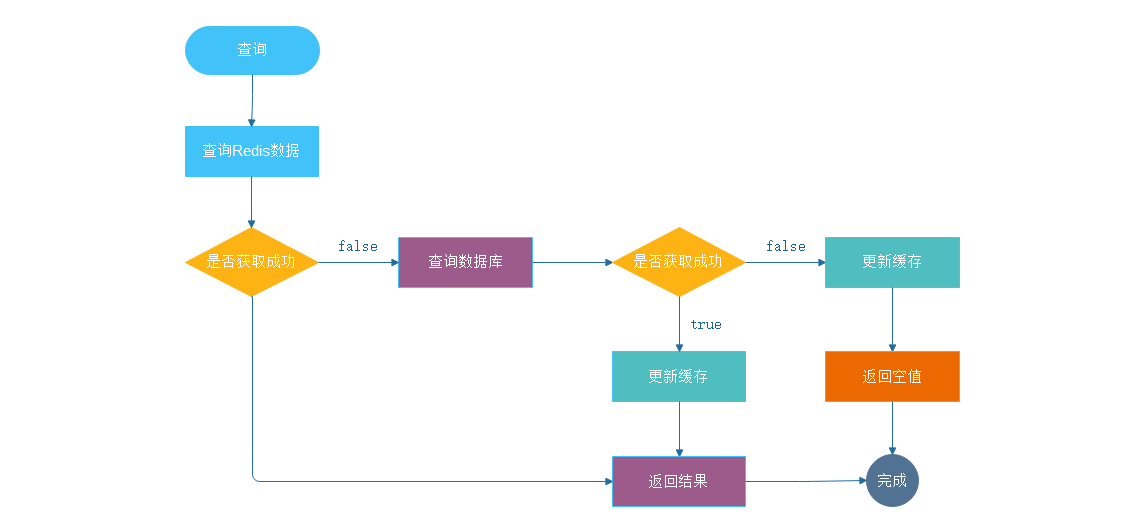 查询
查询Redis数据
是否获取成功
false
查询数据库
是否获取成功
false
更新缓存
true
更新缓存
返回空值
返回结果
完成